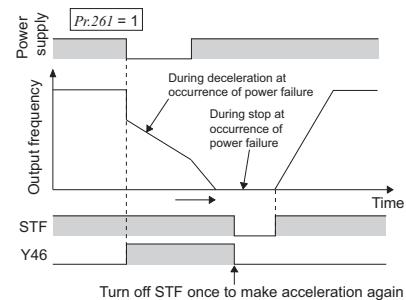 Pr.261 = 1
Power
supply
During deceleration at
occurrence of power failure
During stop at
occurrence of
power failure
Output frequency
Time
STF
Y46
Turn off STF once to make acceleration again